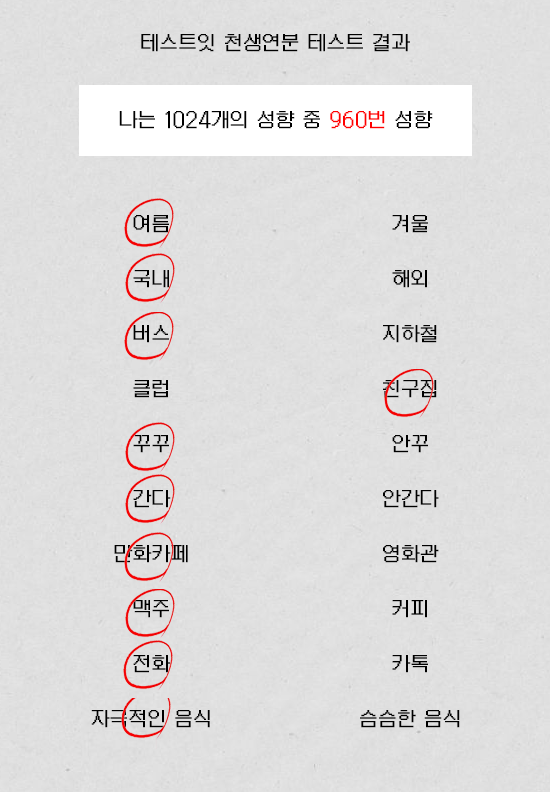 테스트잇 천생연분 테스트 결과
나는 1024개의 성향 중 960번 성향
여름 겨울
국내 해외
버스 지하철
클럽 친구집
꾸꾸 안꾸
간다 안간다
만화카페 영화관
맥주 커피
전화 카톡
자극적인 음식 슴슴한 음식